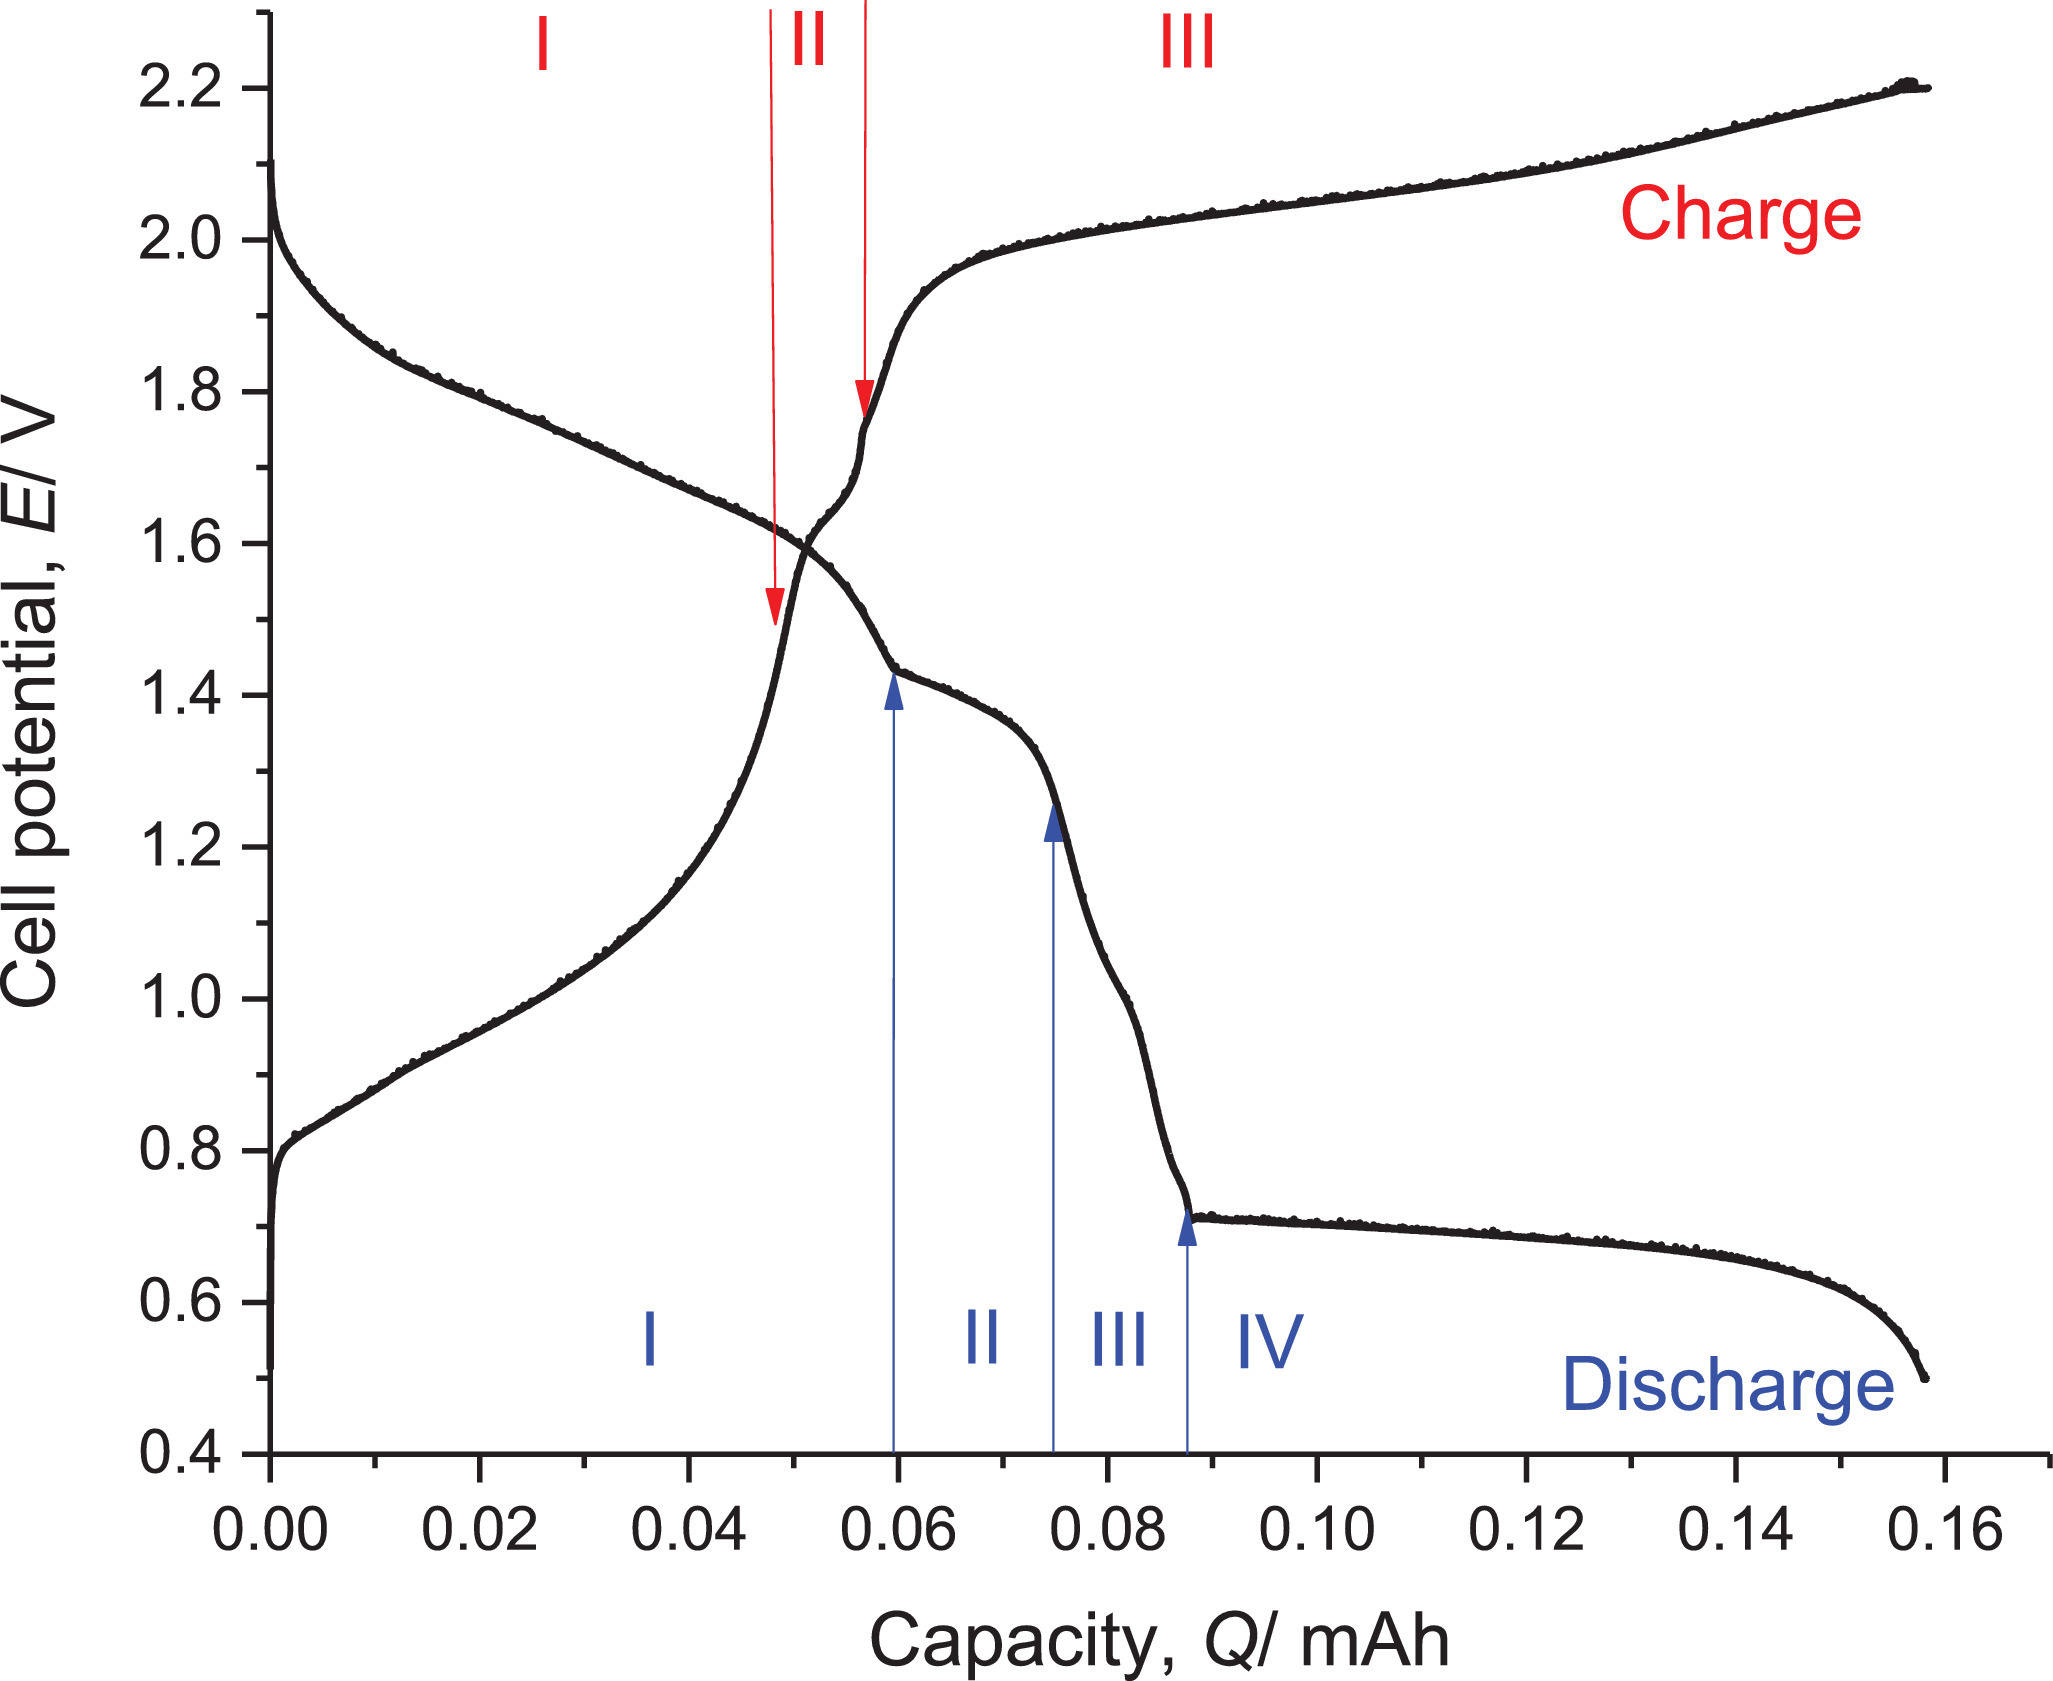 I II III
2.2
2.0
1.8
1.6
1.4
1.2
1.0
0.8
0.6
0.4
Cell potential, E/ V
Charge
I II III IV
Discharge
0.00 0.02 0.04 0.06 0.08 0.10 0.12 0.14 0.16
Capacity, Q/ mAh